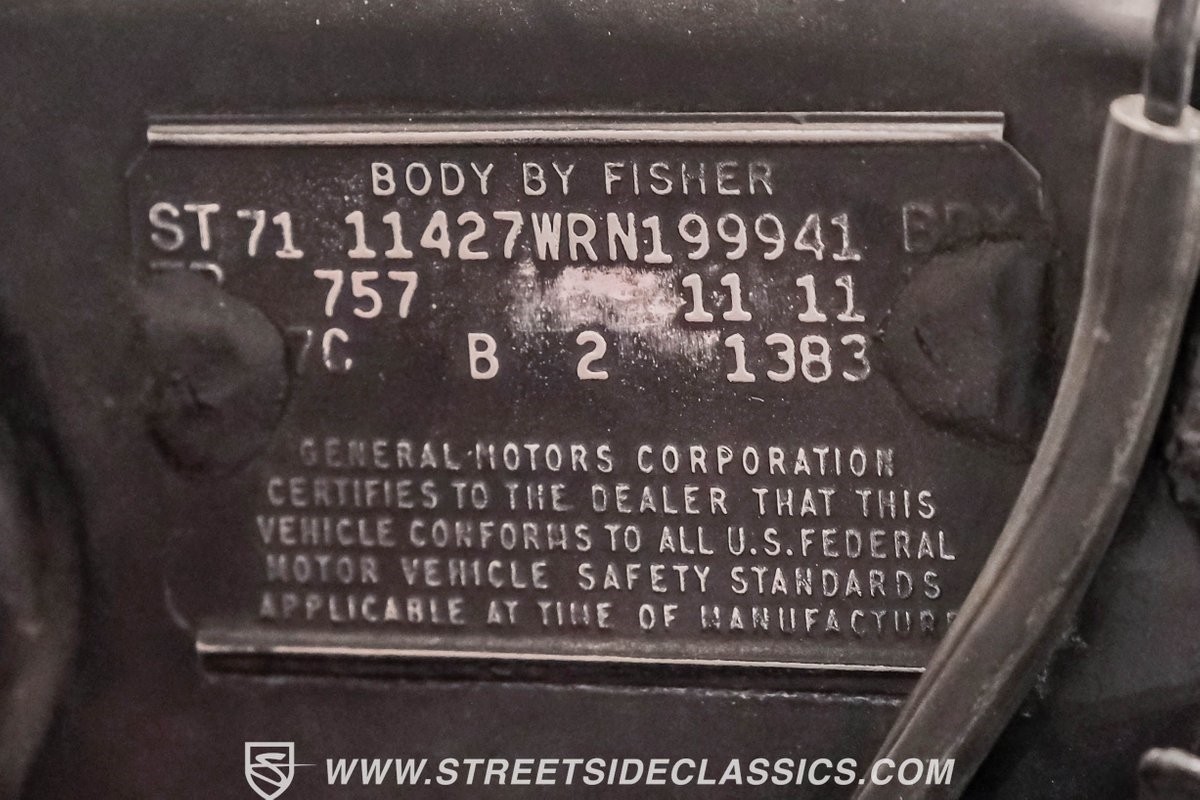 BODY BY FISHER
ST 71 11427WRN199941
757 11 11
7C B 2 1383
GENERAL MOTORS CORPORATION
CERTIFIES TO THE DEALER THAT THIS
VEHICLE CONFORMS TO ALL U.S. FEDERAL
MOTOR VEHICLE SAFETY STANDARDS
APPLICABLE AT TIME OF MANUFACTURE
WWW.STREETSIDECLASSICS.COM